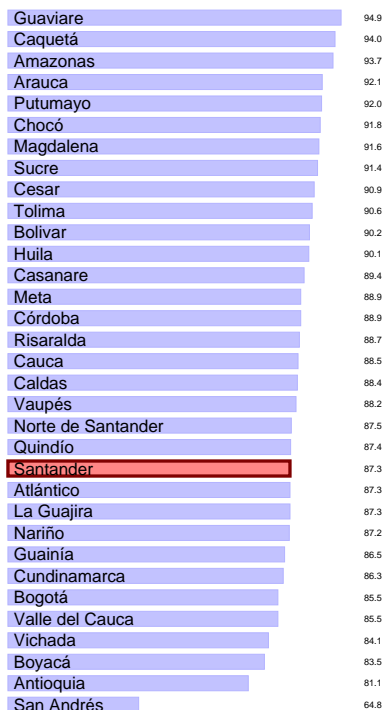 Guaviare 94.9
Caquetá 94.0
Amazonas 93.7
Arauca 92.1
Putumayo 92.0
Chocó 91.8
Magdalena 91.6
Sucre 91.4
Cesar 90.9
Tolima 90.6
Bolivar 90.2
Huila 90.1
Casanare 89.4
Meta 88.9
Córdoba 88.9
Risaralda 88.7
Cauca 88.5
Caldas 88.4
Vaupés 88.2
Norte de Santander 87.5
Quindío 87.4
Santander 87.3
Atlántico 87.3
La Guajira 87.3
Nariño 87.2
Guainía 86.5
Cundinamarca 86.3
Bogotá 85.5
Valle del Cauca 85.5
Vichada 84.1
Boyacá 83.5
Antioquia 81.1
San Andrés 64.8